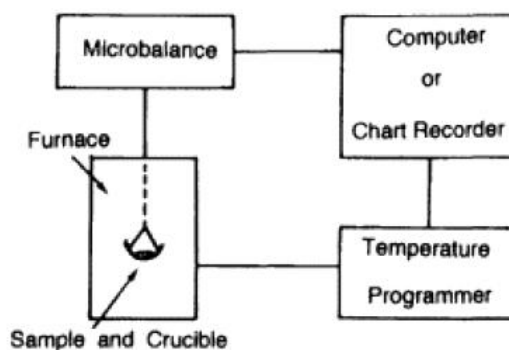 Microbalance
Computer
or
Chart Recorder
Furnace
Temperature
Programmer
Sample and Crucible